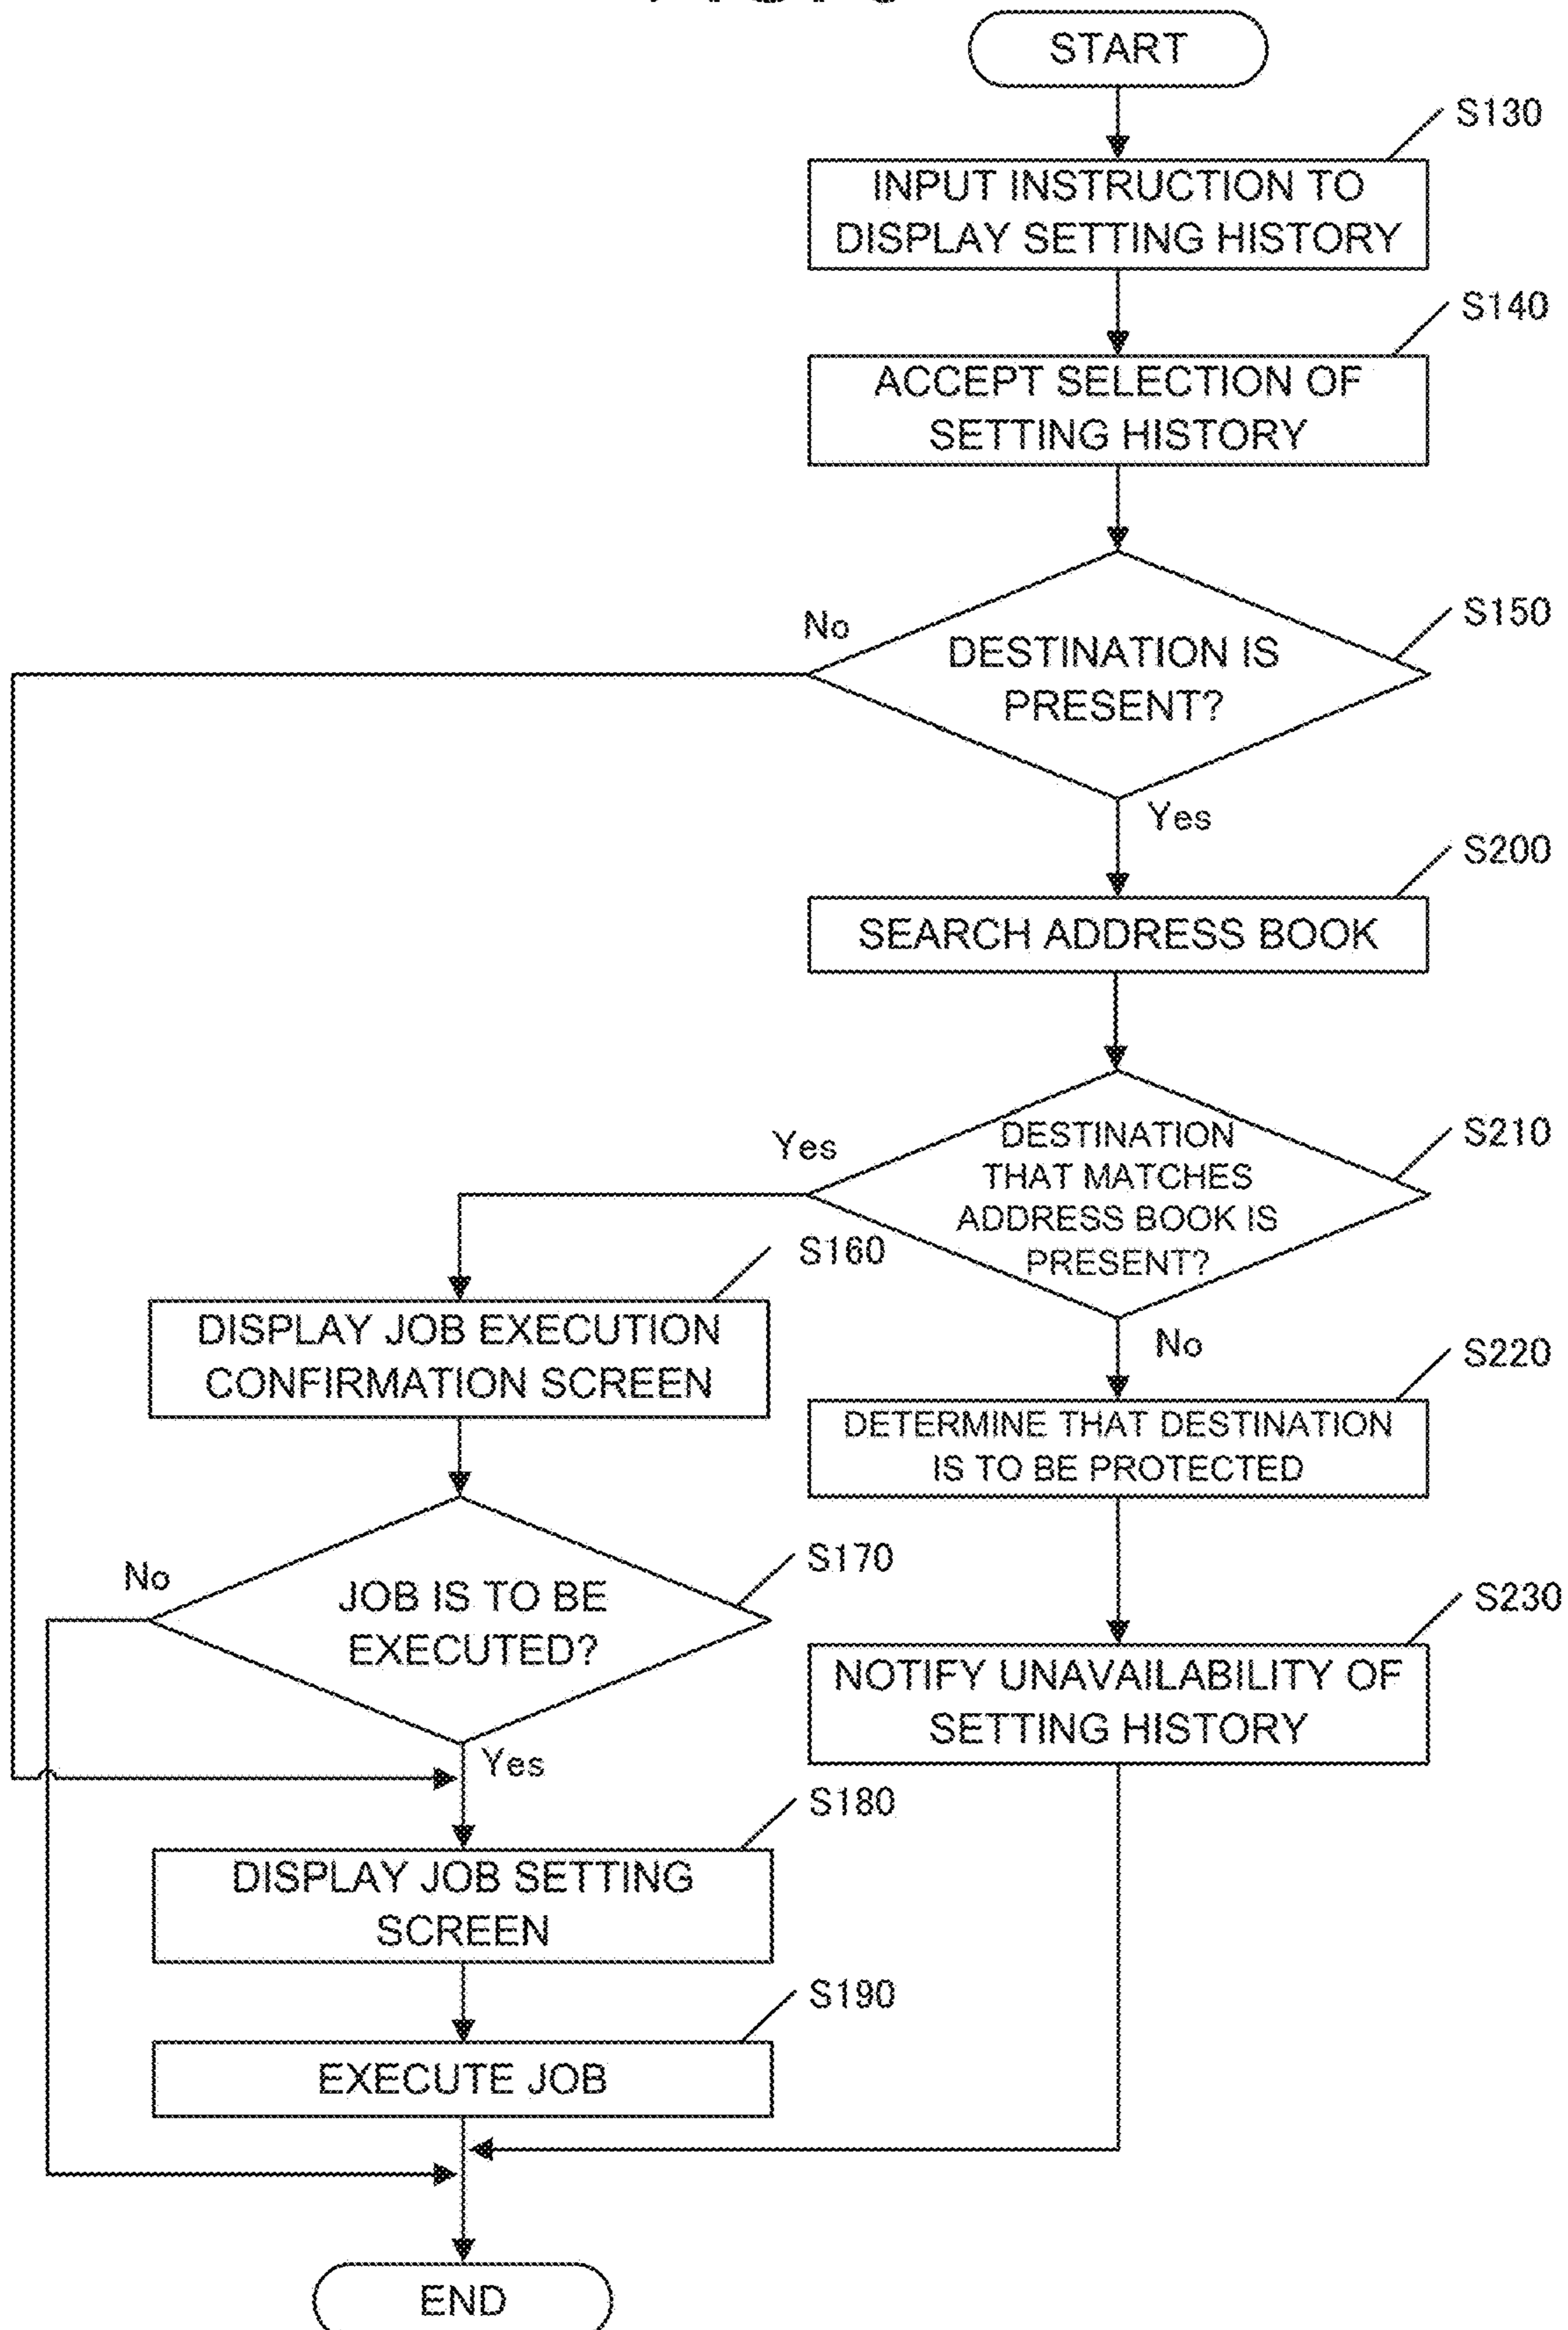 START
S130
INPUT INSTRUCTION TO
DISPLAY SETTING HISTORY
S140
ACCEPT SELECTION OF
SETTING HISTORY
S150
No
DESTINATION IS
PRESENT?
Yes
S200
SEARCH ADDRESS BOOK
S210
Yes
DESTINATION
THAT MATCHES
ADDRESS BOOK IS
PRESENT?
No
S160
DISPLAY JOB EXECUTION
CONFIRMATION SCREEN
S220
DETERMINE THAT DESTINATION
IS TO BE PROTECTED
S170
No
JOB IS TO BE
EXECUTED?
Yes
S230
NOTIFY UNAVAILABILITY OF
SETTING HISTORY
S180
DISPLAY JOB SETTING
SCREEN
S190
EXECUTE JOB
END